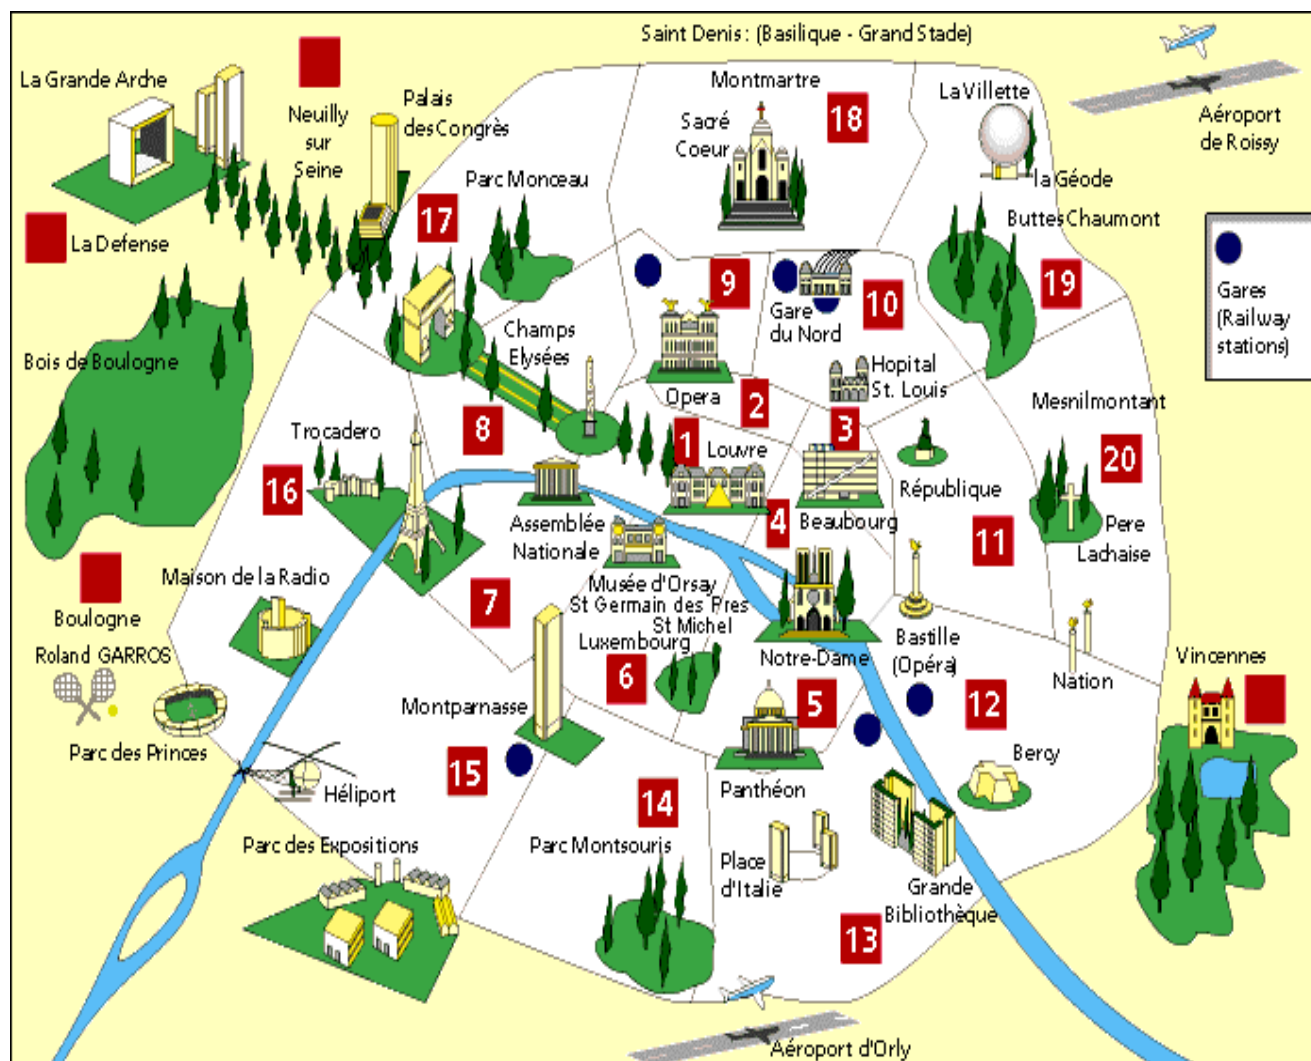 Saint Denis : (Basilique - Grand Stade)
La Grande Arche
Neuilly
sur
Seine
Palais
des Congrès
Montmartre
18
Sacré
Coeur
La Villette
la Géode
Aéroport
de Roissy
La Defense
17
Parc Monceau
Buttes Chaumont
19
9
10
Gare
du Nord
Gares
(Railway
stations)
Bois de Boulogne
Champs
Elysées
Opera
2
Hopital
St. Louis
Mesnilmontant
20
Trocadero
8
1
Louvre
3
16
République
Assemblée
Nationale
4
Beaubourg
11
Pere
Lachaise
Boulogne
Maison de la Radio
7
Musée d'Orsay
St Germain des Pres
St Michel
Luxembourg
6
Notre-Dame
Bastille
(Opéra)
Nation
Vincennes
Roland GARROS
Parc des Princes
Montparnasse
5
12
15
Héliport
Panthéon
Bercy
14
Parc des Expositions
Parc Montsouris
Place
d'Italie
Grande
Bibliothèque
13
Aéroport d'Orly